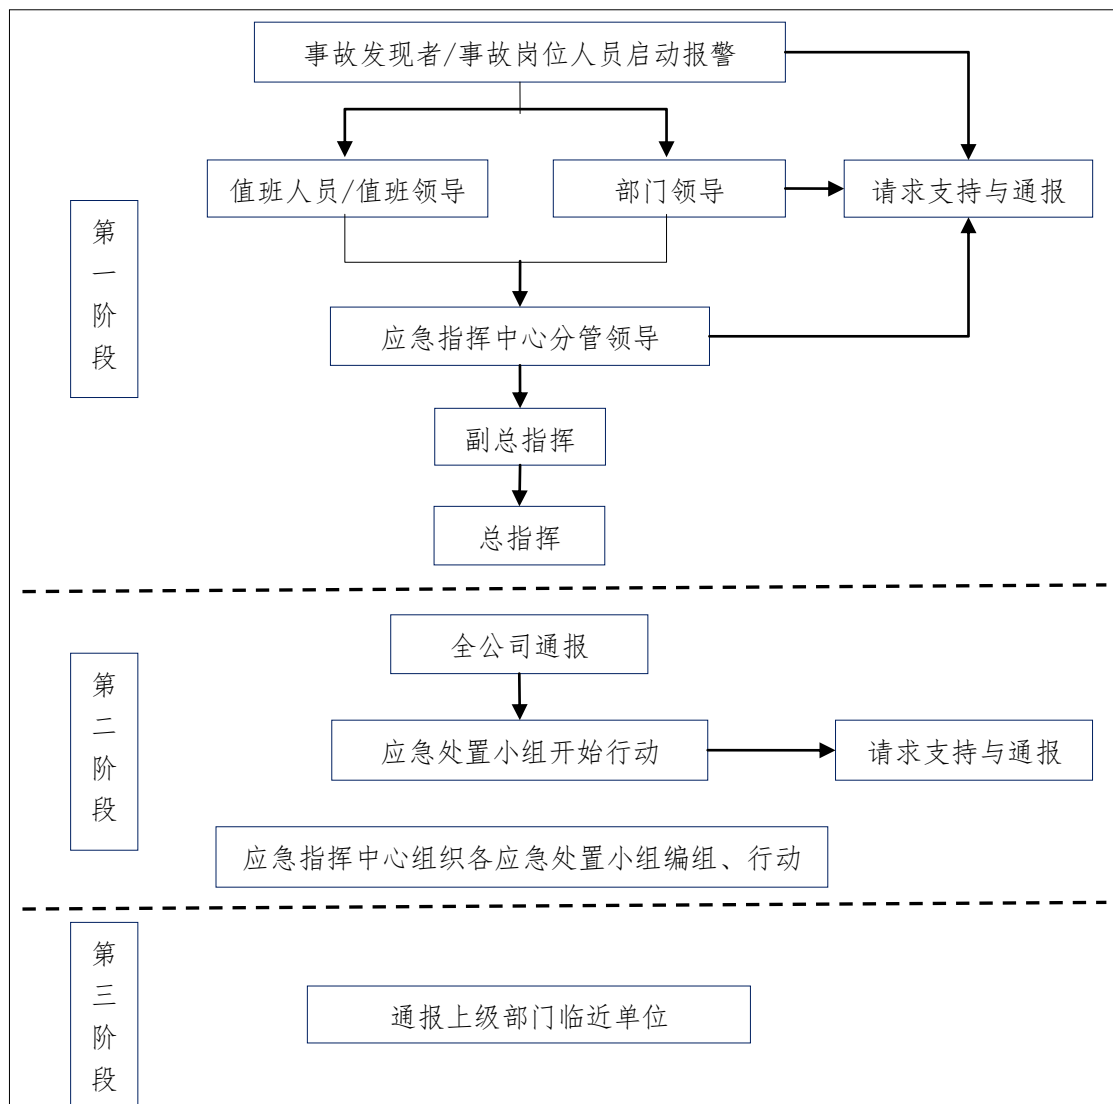 事故发现者/事故岗位人员启动报警
值班人员/值班领导
部门领导
请求支持与通报
第
一
阶
段
应急指挥中心分管领导
副总指挥
总指挥
全公司通报
第
二
阶
段
应急处置小组开始行动
请求支持与通报
应急指挥中心组织各应急处置小组编组、行动
第
三
阶
段
通报上级部门临近单位